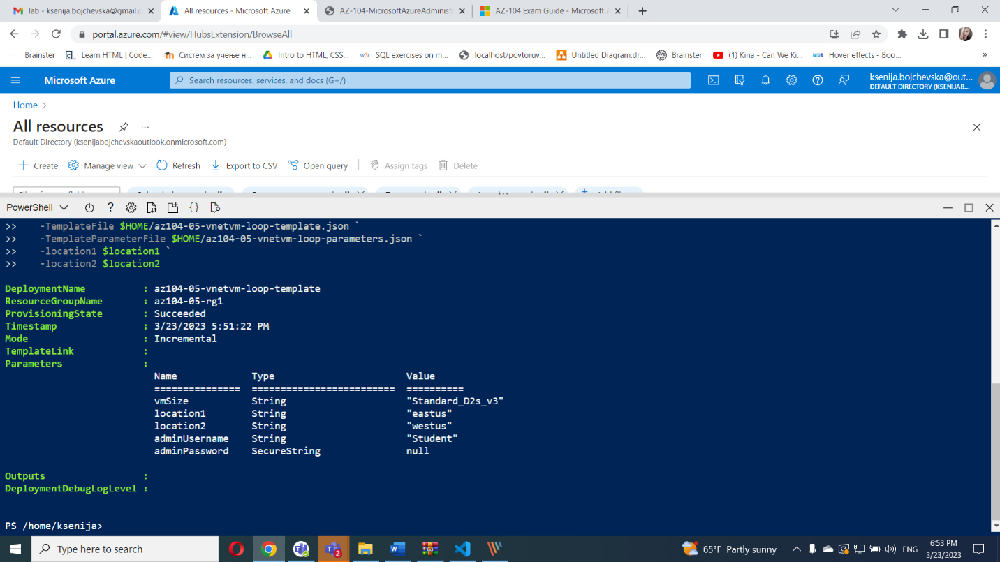 lab - ksenija.bojchevska@gmail.c
All resources - Microsoft Azure
AZ-104-MicrosoftAzureAdminist
AZ-104 Exam Guide - Microsoft A
portal.azure.com/#view/HubsExtension/BrowseAll
Brainster
Learn HTML | Code...
Систем за учење н...
Intro to HTML, CSS...
SQL exercises on m...
localhost/povtoruv...
Untitled Diagram.dr...
Brainster
(1) Kina - Can We Ki...
Hover effects - Boo...
»
Microsoft Azure
Search resources, services, and docs (G+/)
ksenija.bojchevska@out...
DEFAULT DIRECTORY (KSENIJAB...
Home
All resources
...
Default Directory (ksenijabojchevskaoutlook.onmicrosoft.com)
Create
Manage view
Refresh
Export to CSV
Open query
Assign tags
Delete
PowerShell
>>    -TemplateFile $HOME/az104-05-vnetvm-loop-template.json `
>>    -TemplateParameterFile $HOME/az104-05-vnetvm-loop-parameters.json `
>>    -location1 $location1 `
>>    -location2 $location2
DeploymentName          : az104-05-vnetvm-loop-template
ResourceGroupName       : az104-05-rg1
ProvisioningState       : Succeeded
Timestamp               : 3/23/2023 5:51:22 PM
Mode                    : Incremental
TemplateLink            :
Parameters              :
Name             Type                       Value
===============  =========================  ==========
vmSize           String                     "Standard_D2s_v3"
location1        String                     "eastus"
location2        String                     "westus"
adminUsername    String                     "Student"
adminPassword    SecureString               null
Outputs                 :
DeploymentDebugLogLevel :
PS /home/ksenija>
Type here to search
2
65°F Partly sunny
ENG
6:53 PM
3/23/2023